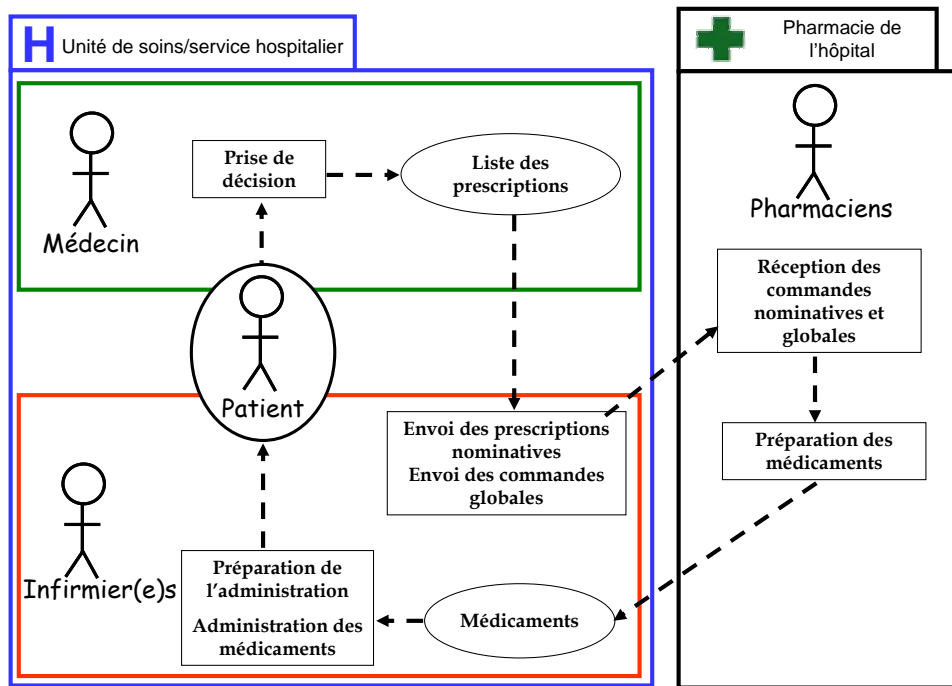 H Unité de soins/service hospitalier
Pharmacie de
l'hôpital
Médecin
Prise de
décision
Liste des
prescriptions
Pharmaciens
Réception des
commandes
nominatives et
globales
Patient
Envoi des prescriptions
nominatives
Envoi des commandes
globales
Préparation des
médicaments
Infirmier(e)s
Préparation de
l'administration
Administration des
médicaments
Médicaments